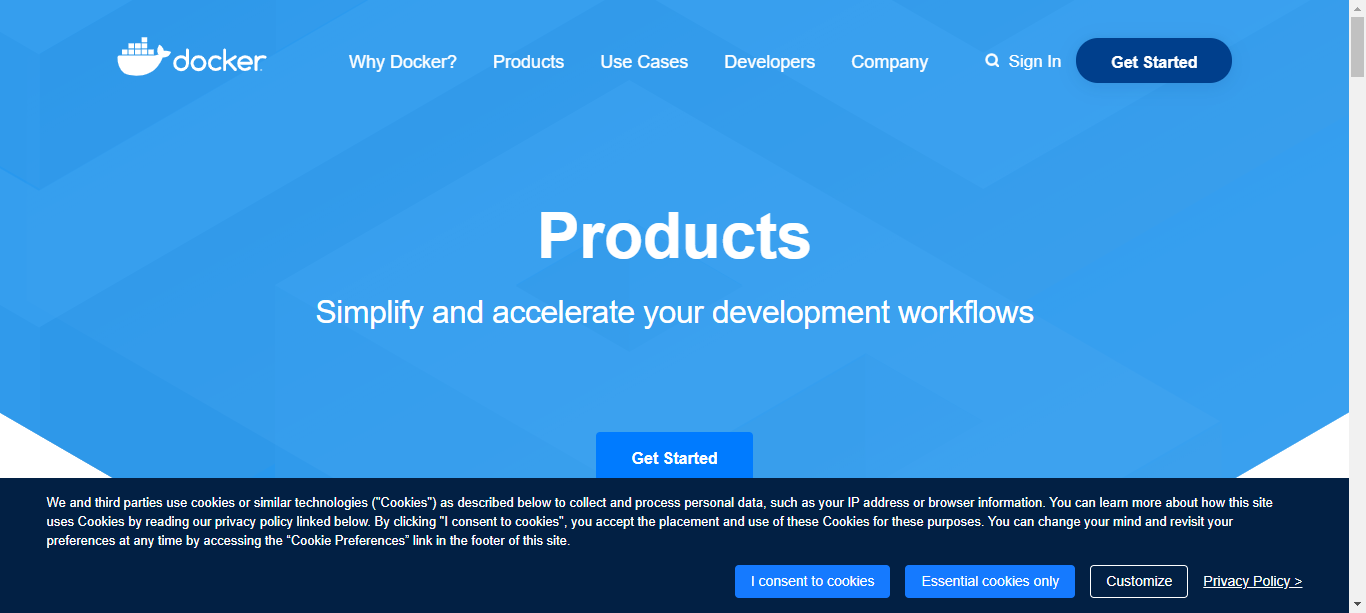 docker
Why Docker? Products Use Cases Developers Company Sign In Get Started
Products
Simplify and accelerate your development workflows
Get Started
We and third parties use cookies or similar technologies ("Cookies") as described below to collect and process personal data, such as your IP address or browser information. You can learn more about how this site
uses Cookies by reading our privacy policy linked below. By clicking "I consent to cookies", you accept the placement and use of these Cookies for these purposes. You can change your mind and revisit your
preferences at any time by accessing the “Cookie Preferences” link in the footer of this site.
I consent to cookies Essential cookies only Customize Privacy Policy >